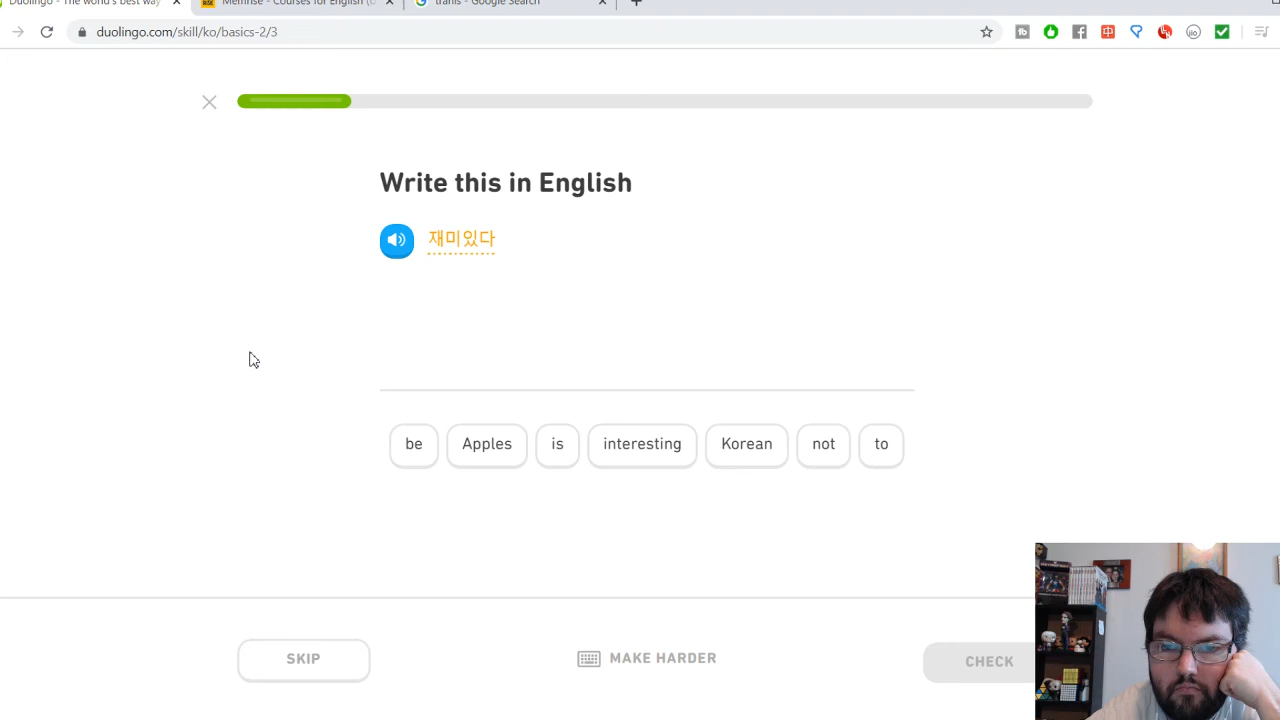 Duolingo - The world's best way
Memrise - Courses for English (
tranis - Google Search
duolingo.com/skill/ko/basics-2/3
Write this in English
재미있다
be Apples is interesting Korean not to
SKIP
MAKE HARDER
CHECK